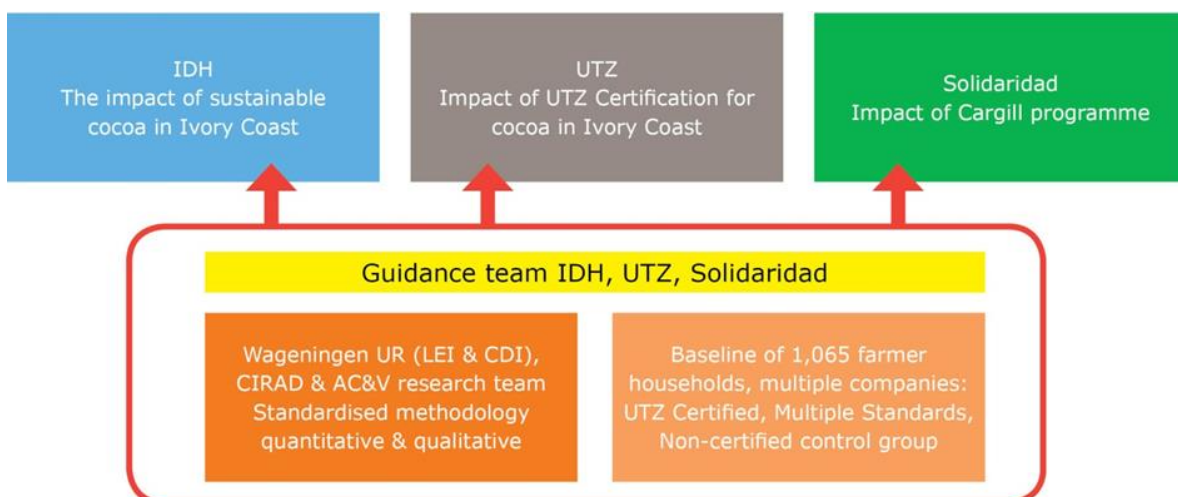 IDH
The impact of sustainable
cocoa in Ivory Coast
UTZ
Impact of UTZ Certification for
cocoa in Ivory Coast
Solidaridad
Impact of Cargill programme
Guidance team IDH, UTZ, Solidaridad
Wageningen UR (LEI & CDI),
CIRAD & AC&V research team
Standardised methodology
quantitative & qualitative
Baseline of 1,065 farmer
households, multiple companies:
UTZ Certified, Multiple Standards,
Non-certified control group